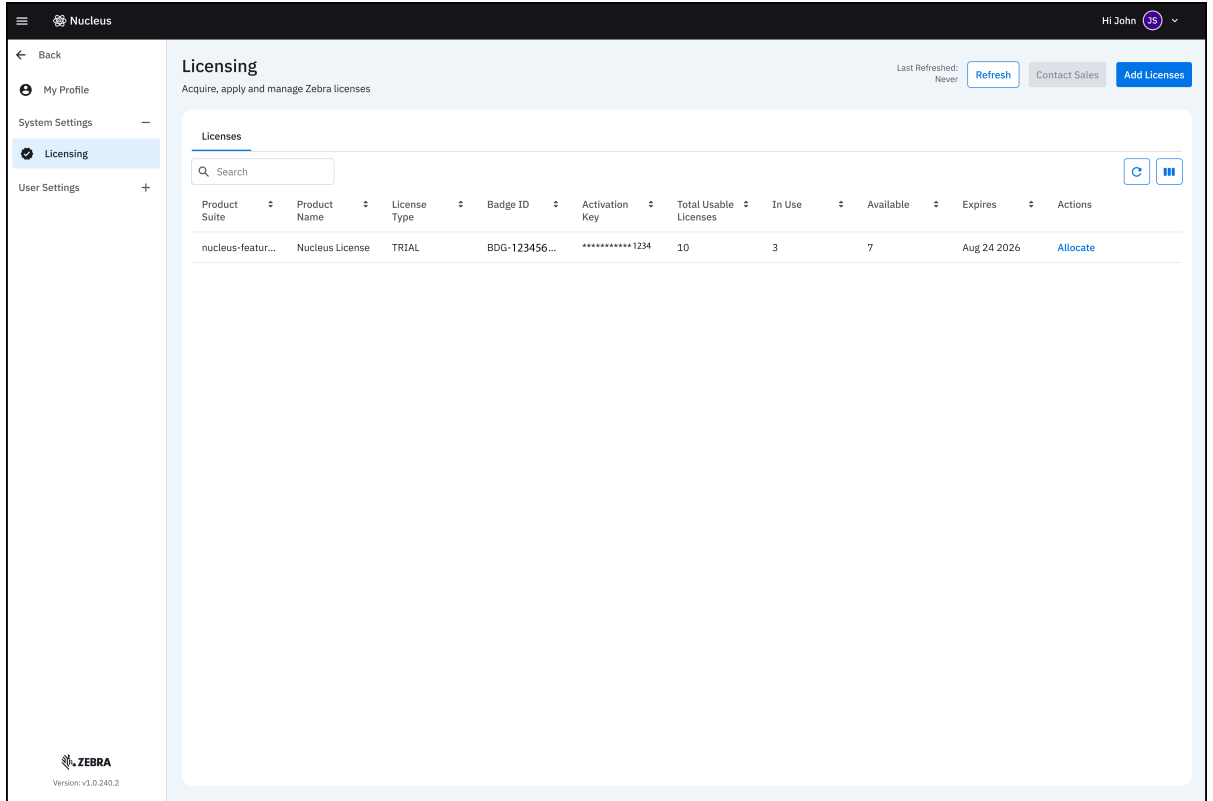 Nucleus
Hi John JS
Back
My Profile
System Settings
Licensing
User Settings
ZEBRA
Version: v1.0.240.2
Licensing
Acquire, apply and manage Zebra licenses
Last Refreshed:
Never
Refresh
Contact Sales
Add Licenses
Licenses
Search
Product Suite
Product Name
License Type
Badge ID
Activation Key
Total Usable Licenses
In Use
Available
Expires
Actions
nucleus-featur... Nucleus License TRIAL BDG-123456... ***********1234 10 3 7 Aug 24 2026 Allocate